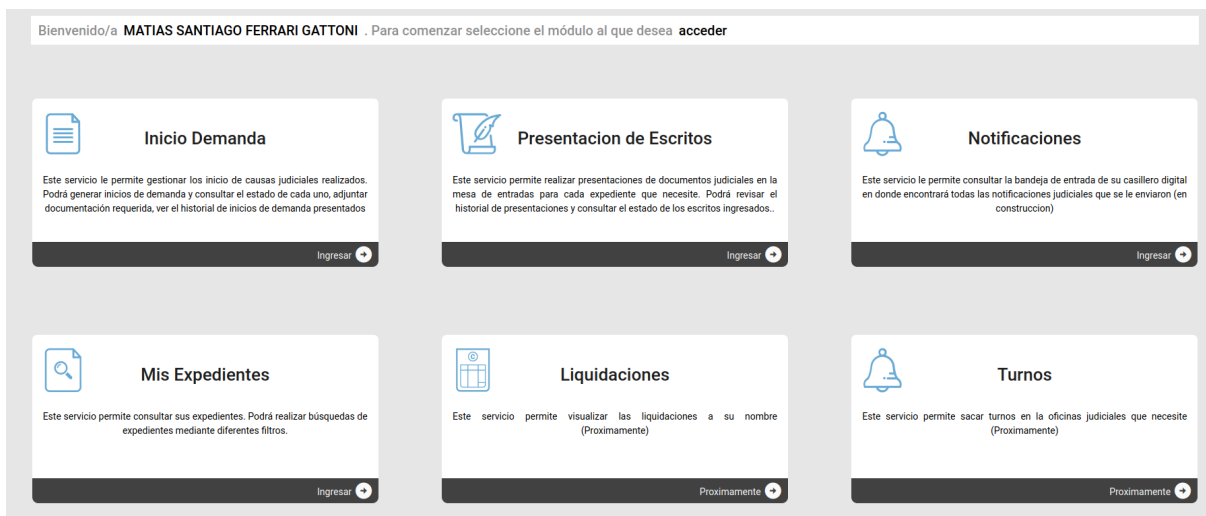 Bienvenido/a MATIAS SANTIAGO FERRARI GATTONI . Para comenzar seleccione el módulo al que desea acceder
Inicio Demanda
Este servicio le permite gestionar los inicio de causas judiciales realizados.
Podrá generar inicios de demanda y consultar el estado de cada uno, adjuntar
documentación requerida, ver el historial de inicios de demanda presentados
Ingresar
Presentacion de Escritos
Este servicio permite realizar presentaciones de documentos judiciales en la
mesa de entradas para cada expediente que necesite. Podrá revisar el
historial de presentaciones y consultar el estado de los escritos ingresados..
Ingresar
Notificaciones
Este servicio le permite consultar la bandeja de entrada de su casillero digital
en donde encontrará todas las notificaciones judiciales que se le enviaron (en
construccion)
Ingresar
Mis Expedientes
Este servicio permite consultar sus expedientes. Podrá realizar búsquedas de
expedientes mediante diferentes filtros.
Ingresar
Liquidaciones
Este servicio permite visualizar las liquidaciones a su nombre
(Proximamente)
Proximamente
Turnos
Este servicio permite sacar turnos en la oficinas judiciales que necesite
(Proximamente)
Proximamente